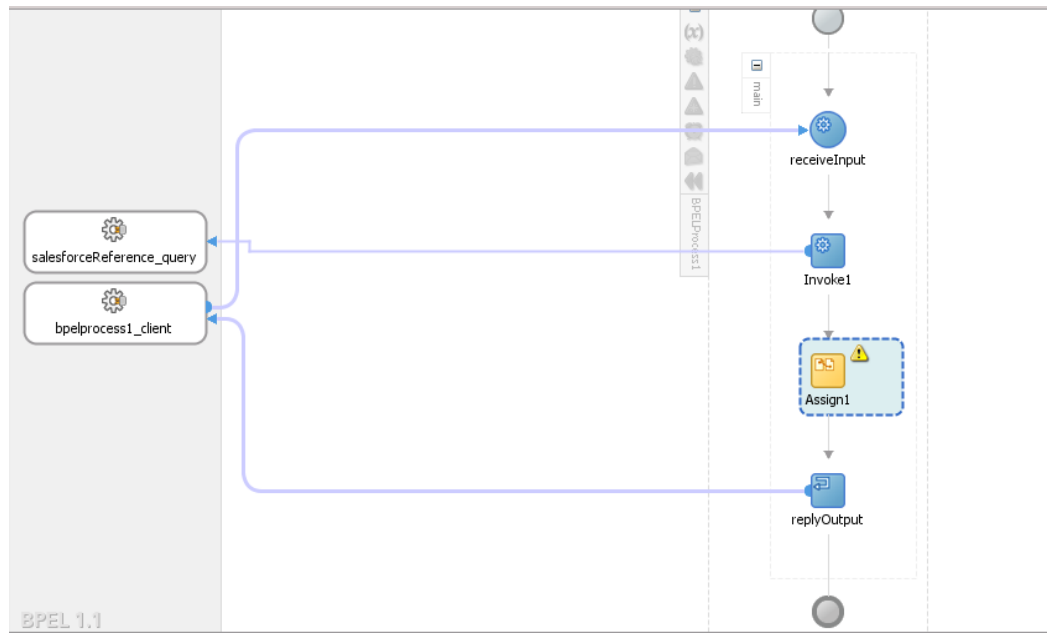 (x)
main
receiveInput
BPELProcess1
salesforceReference_query
Invoke1
bpelprocess1_client
Assign1
replyOutput
BPEL 1.1